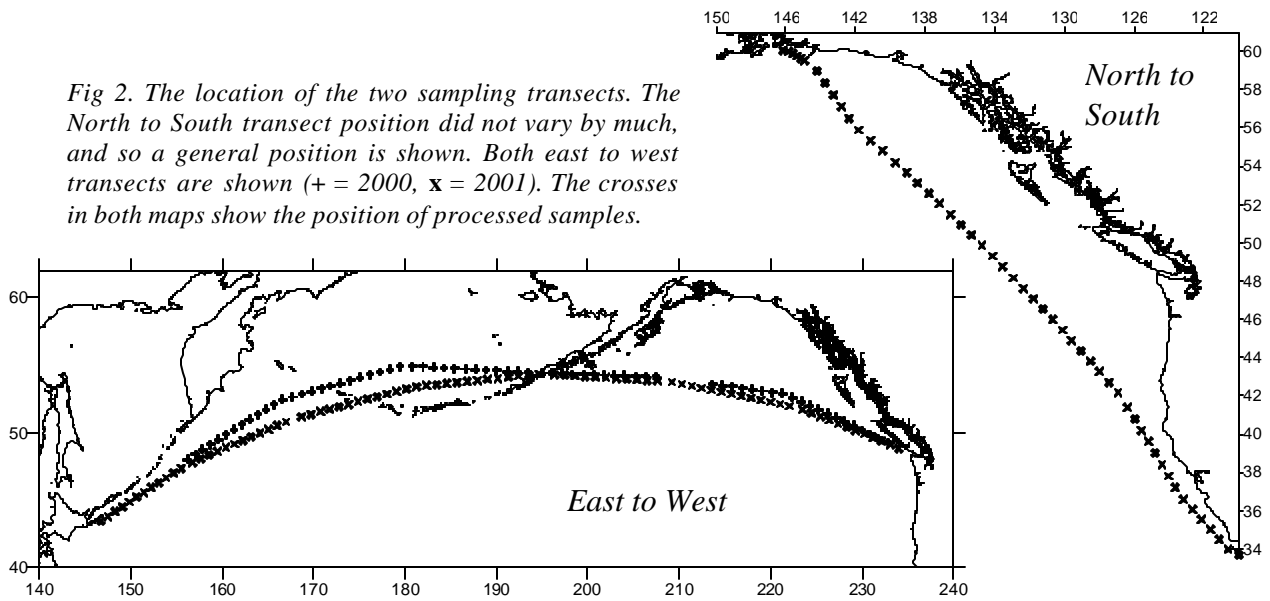 150 146 142 138 134 130 126 122
60
North to
South
58
56
54
52
50
48
46
44
42
40
38
36
34
Fig 2. The location of the two sampling transects. The
North to South transect position did not vary by much,
and so a general position is shown. Both east to west
transects are shown (+ = 2000, x = 2001). The crosses
in both maps show the position of processed samples.
60
50
40
East to West
140 150 160 170 180 190 200 210 220 230 240